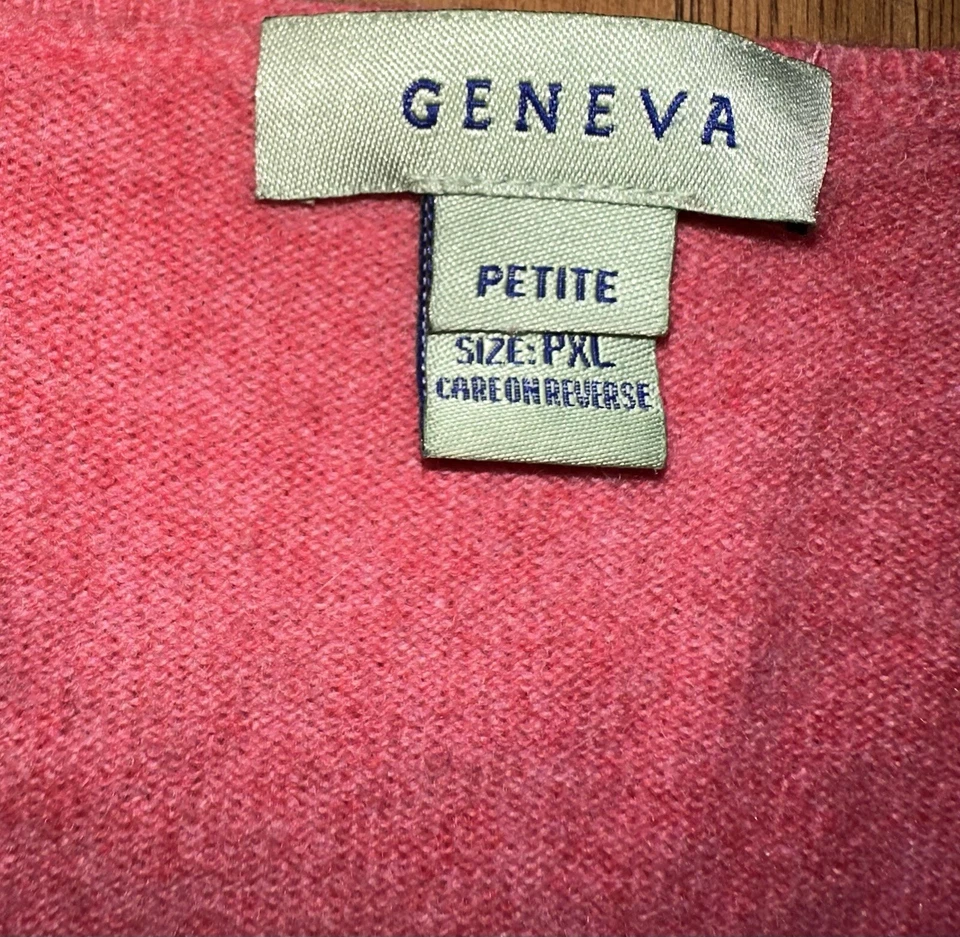 GENEVA
PETITE
SIZE: PXL
CARE ON REVERSE